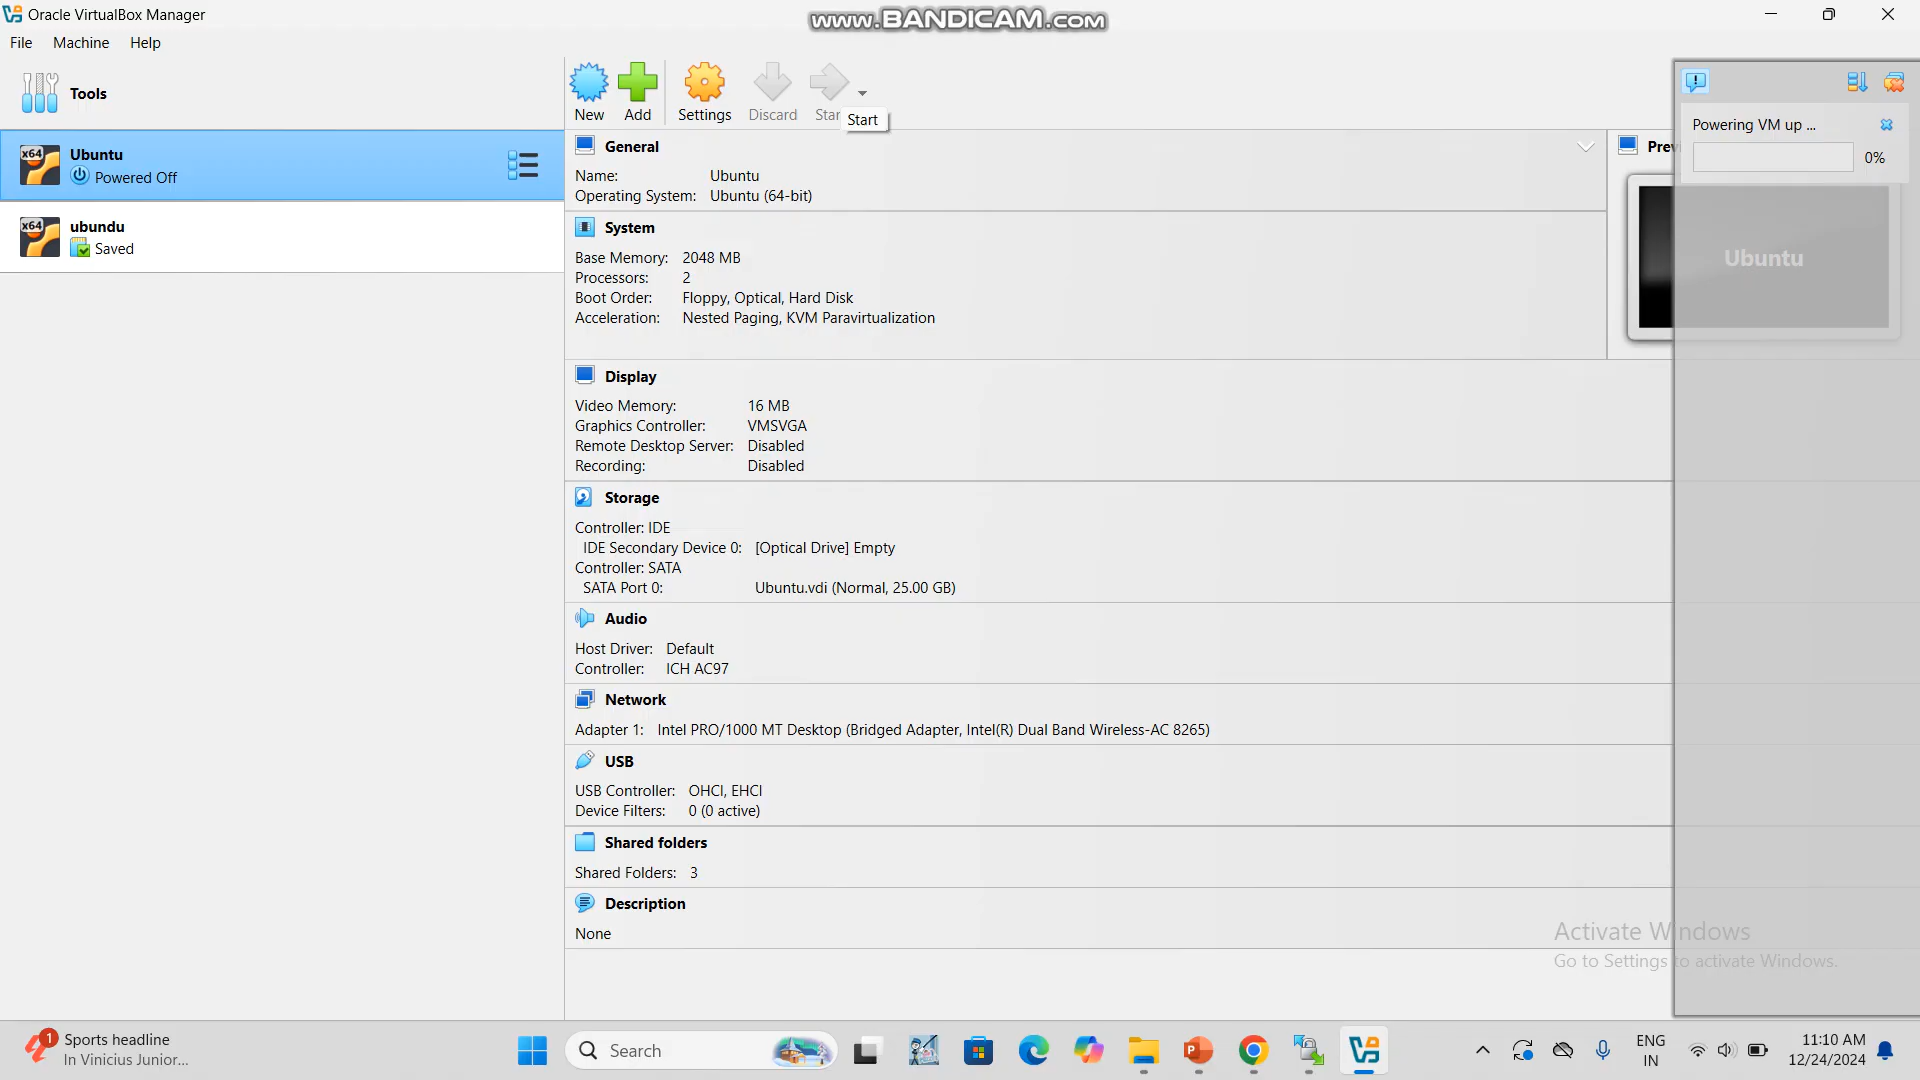 Oracle VirtualBox Manager
www.BANDICAM.com
File Machine Help
Tools
New Add Settings Discard Star
Start
Powering VM up ...
0%
x64 Ubuntu
Powered Off
x64 ubundu
Saved
General
Name: Ubuntu
Operating System: Ubuntu (64-bit)
Prev
Ubuntu
System
Base Memory: 2048 MB
Processors: 2
Boot Order: Floppy, Optical, Hard Disk
Acceleration: Nested Paging, KVM Paravirtualization
Display
Video Memory: 16 MB
Graphics Controller: VMSVGA
Remote Desktop Server: Disabled
Recording: Disabled
Storage
Controller: IDE
IDE Secondary Device 0: [Optical Drive] Empty
Controller: SATA
SATA Port 0: Ubuntu.vdi (Normal, 25.00 GB)
Audio
Host Driver: Default
Controller: ICH AC97
Network
Adapter 1: Intel PRO/1000 MT Desktop (Bridged Adapter, Intel(R) Dual Band Wireless-AC 8265)
USB
USB Controller: OHCI, EHCI
Device Filters: 0 (0 active)
Shared folders
Shared Folders: 3
Description
None
Activate Windows
Go to Settings to activate Windows.
1 Sports headline
In Vinicius Junior...
Search
ENG
IN
11:10 AM
12/24/2024